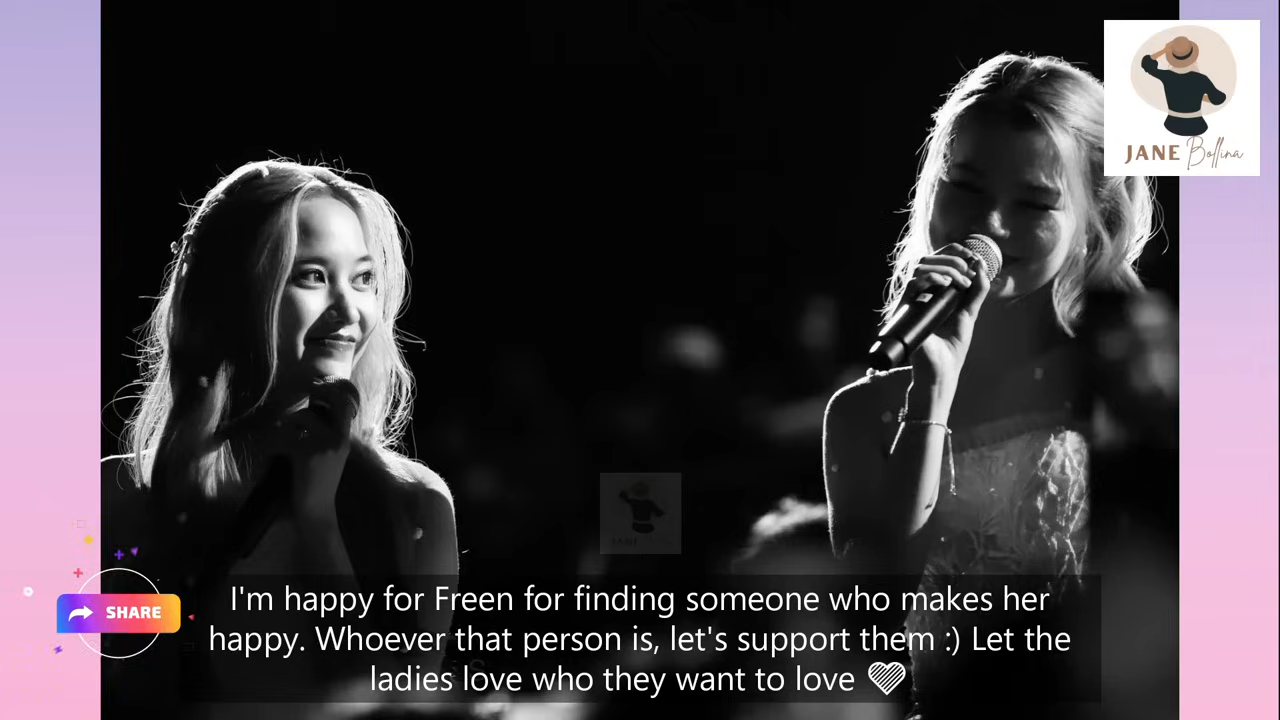 JANE Bollina
SHARE
I'm happy for Freen for finding someone who makes her
happy. Whoever that person is, let's support them :) Let the
ladies love who they want to love